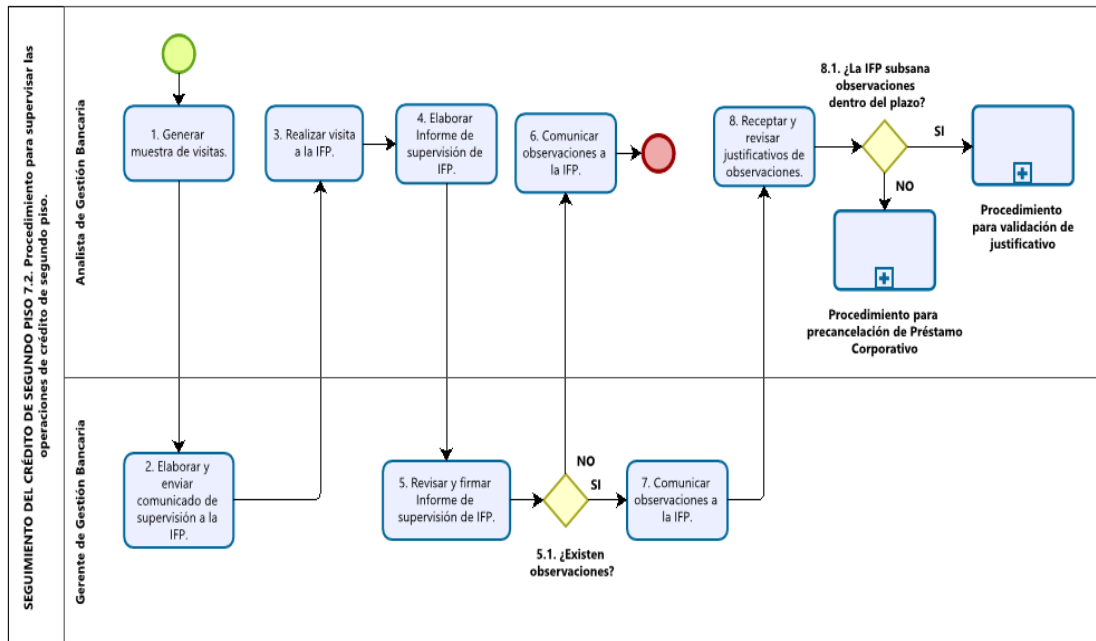 SEGUIMIENTO DEL CRÉDITO DE SEGUNDO PISO 7.2. Procedimiento para supervisar las
operaciones de crédito de segundo piso.
Analista de Gestión Bancaria
1. Generar
muestra de visitas.
3. Realizar visita
a la IFP.
4. Elaborar
Informe de
supervisión de
IFP.
6. Comunicar
observaciones a
la IFP.
8. Receptar y
revisar
justificativos de
observaciones.
8.1. ¿La IFP subsana
observaciones
dentro del plazo?
SI
NO
Procedimiento
para validación de
justificativo
Procedimiento para
precancelación de Préstamo
Corporativo
Gerente de Gestión Bancaria
2. Elaborar y
enviar
comunicado de
supervisión a la
IFP.
5. Revisar y firmar
Informe de
supervisión de IFP.
NO
SI
5.1. ¿Existen
observaciones?
7. Comunicar
observaciones a
la IFP.